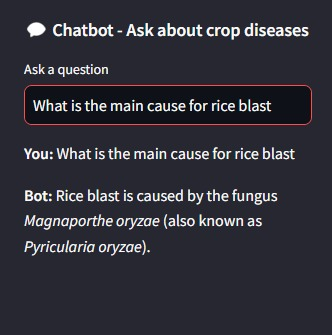 💬 Chatbot - Ask about crop diseases
Ask a question
What is the main cause for rice blast
You: What is the main cause for rice blast
Bot: Rice blast is caused by the fungus
Magnaporthe oryzae (also known as
Pyricularia oryzae).